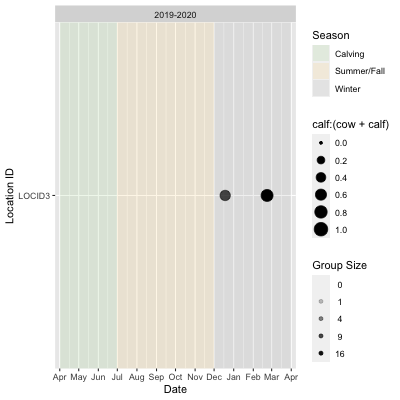 2019-2020
Location ID
LOCID3
Apr May Jun Jul Aug Sep Oct Nov Dec Jan Feb Mar Apr
Date
Season
Calving
Summer/Fall
Winter
calf:(cow + calf)
0.0
0.2
0.4
0.6
0.8
1.0
Group Size
0
1
4
9
16